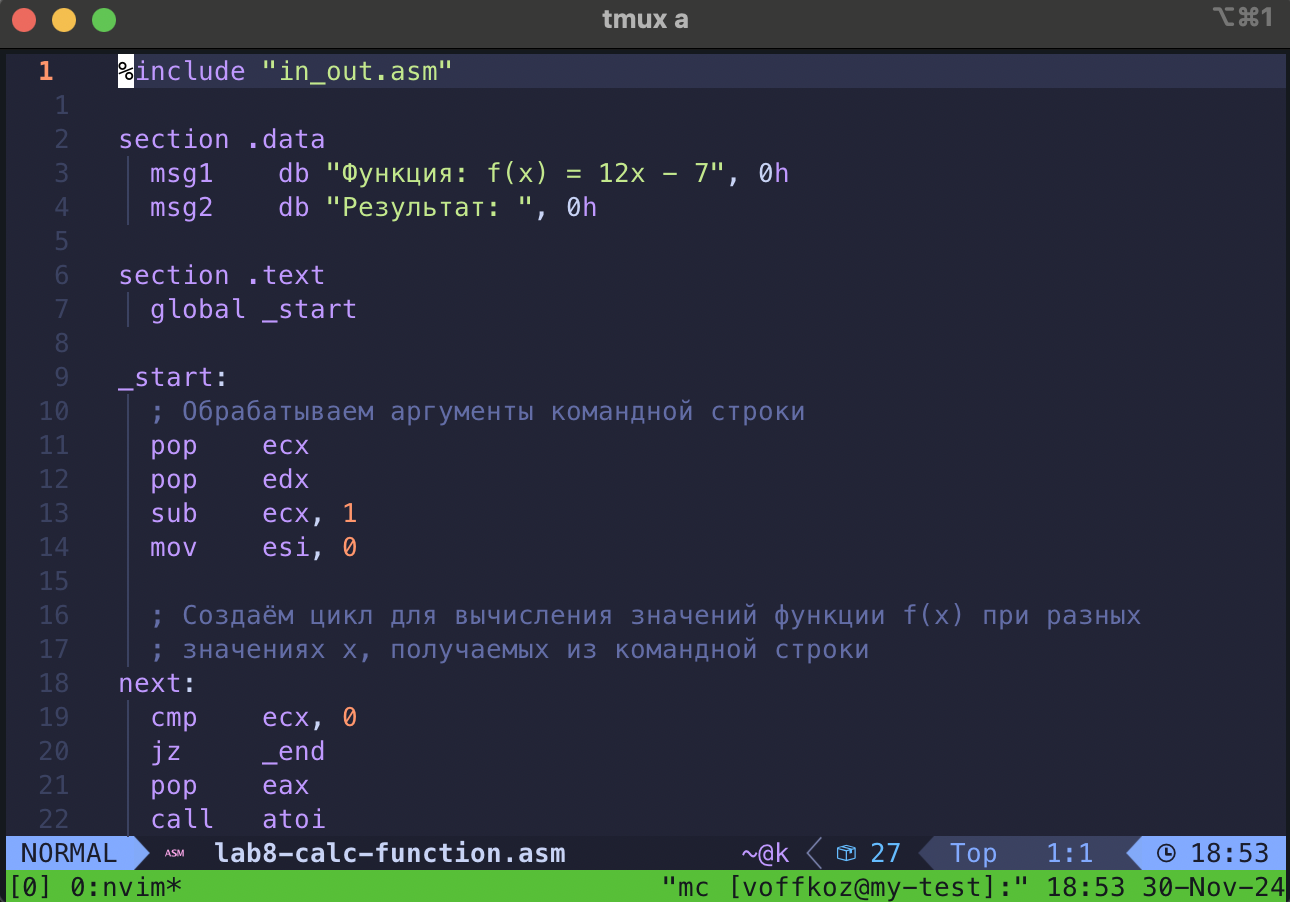 tmux a
⌥⌘1
1 %include "in_out.asm"
1
2 section .data
3 msg1 db "Функция: f(x) = 12x - 7", 0h
4 msg2 db "Результат: ", 0h
5
6 section .text
7 global _start
8
9 _start:
10 ; Обрабатываем аргументы командной строки
11 pop ecx
12 pop edx
13 sub ecx, 1
14 mov esi, 0
15
16 ; Создаём цикл для вычисления значений функции f(x) при разных
17 ; значениях x, получаемых из командной строки
18 next:
19 cmp ecx, 0
20 jz _end
21 pop eax
22 call atoi
NORMAL ASM lab8-calc-function.asm ~@k 27 Top 1:1 18:53
[0] 0:nvim* "mc [voffkoz@my-test]:" 18:53 30-Nov-24